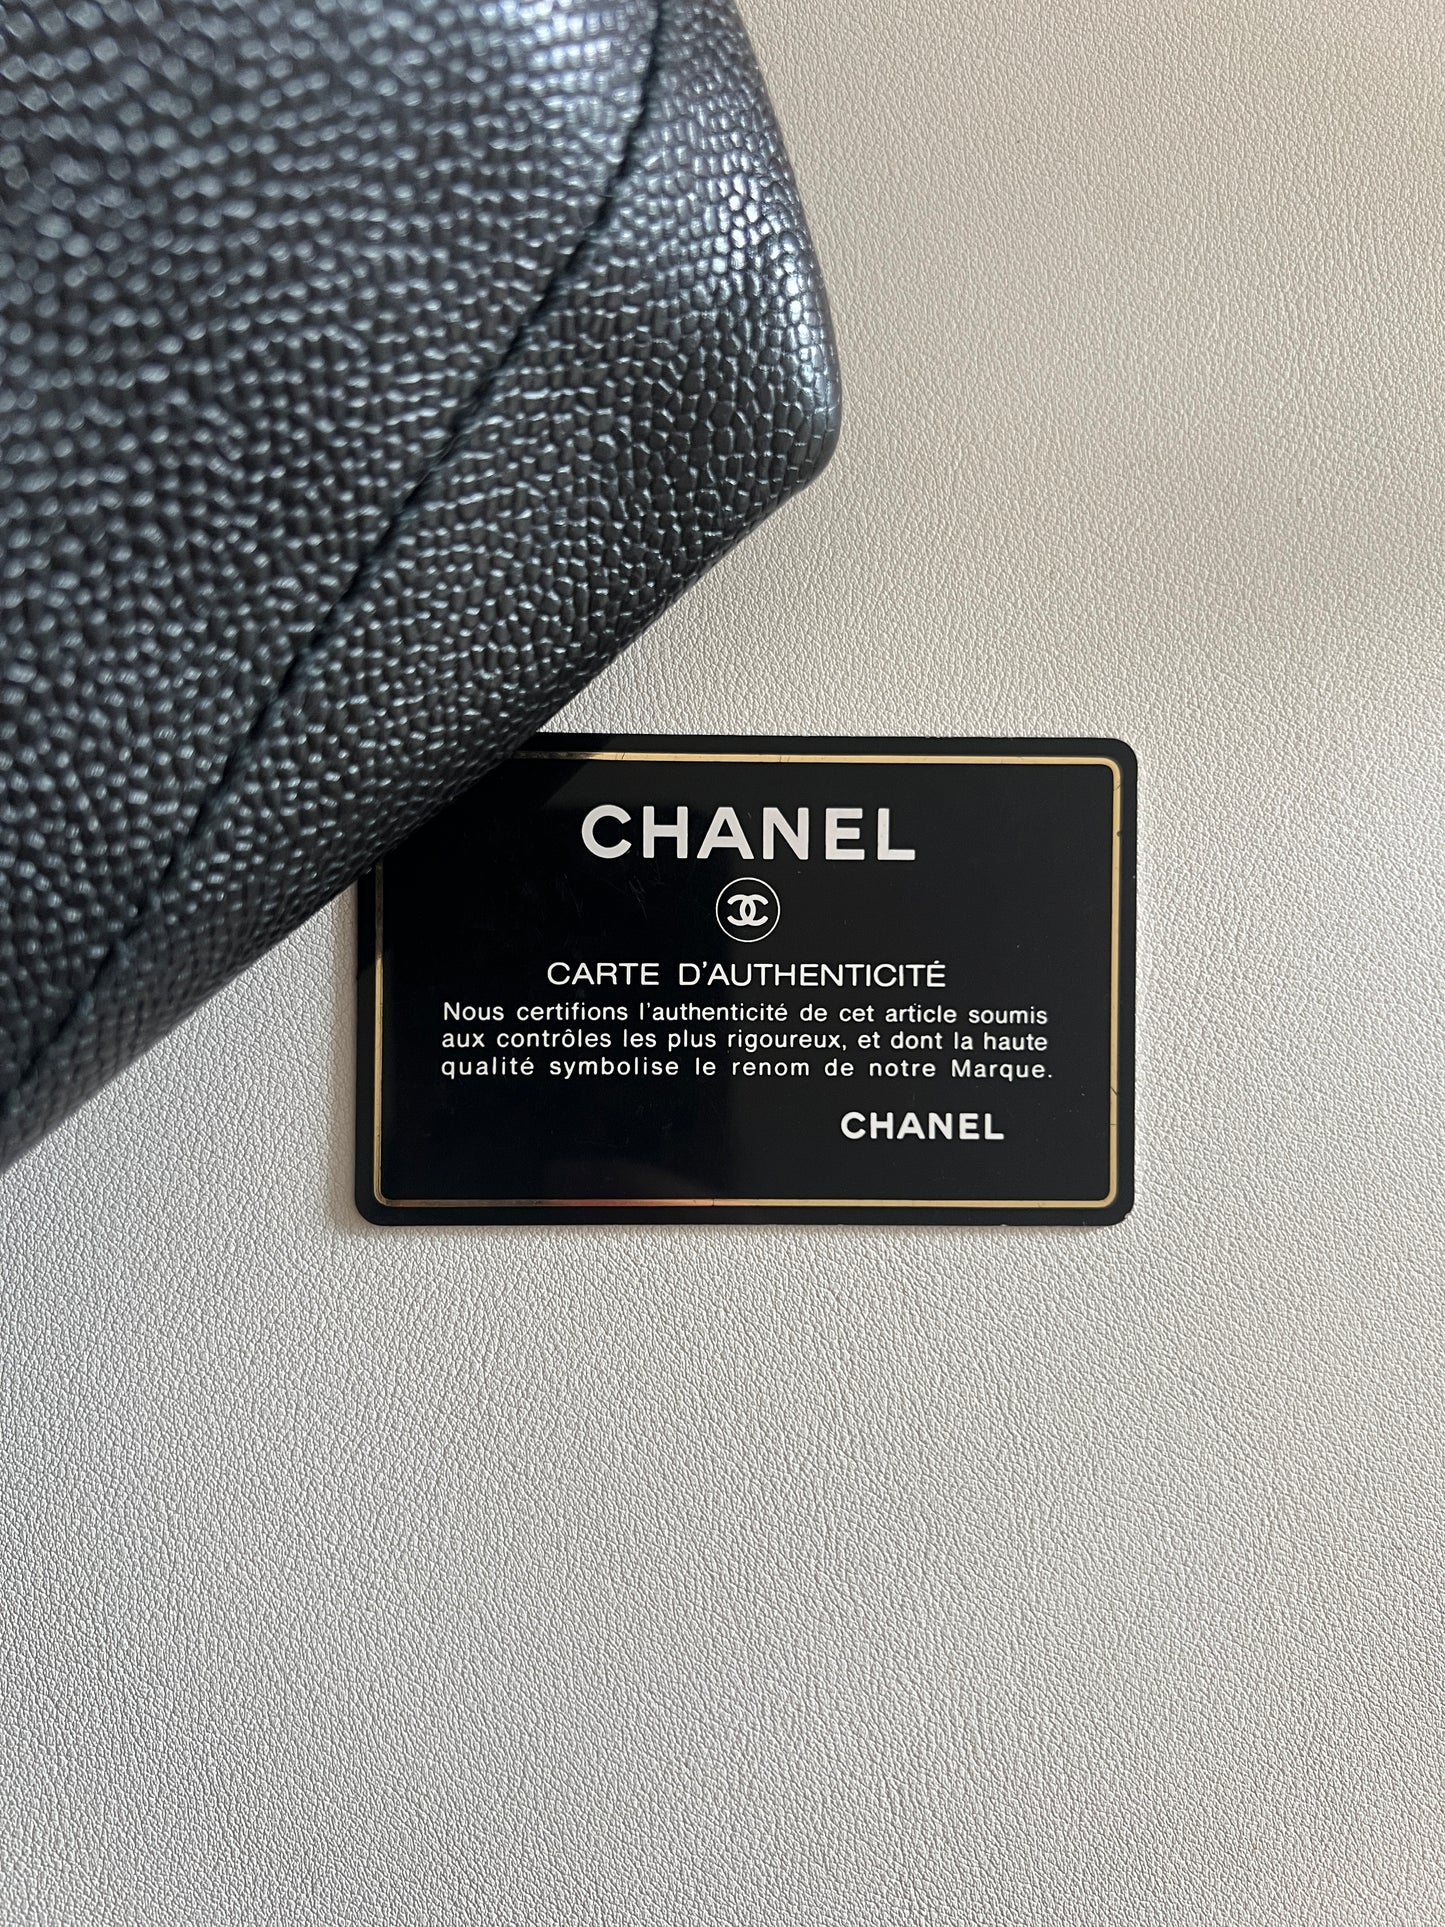 CHANEL
CARTE D'AUTHENTICITÉ
Nous certifions l'authenticité de cet article soumis
aux contrôles les plus rigoureux, et dont la haute
qualité symbolise le renom de notre Marque.
CHANEL